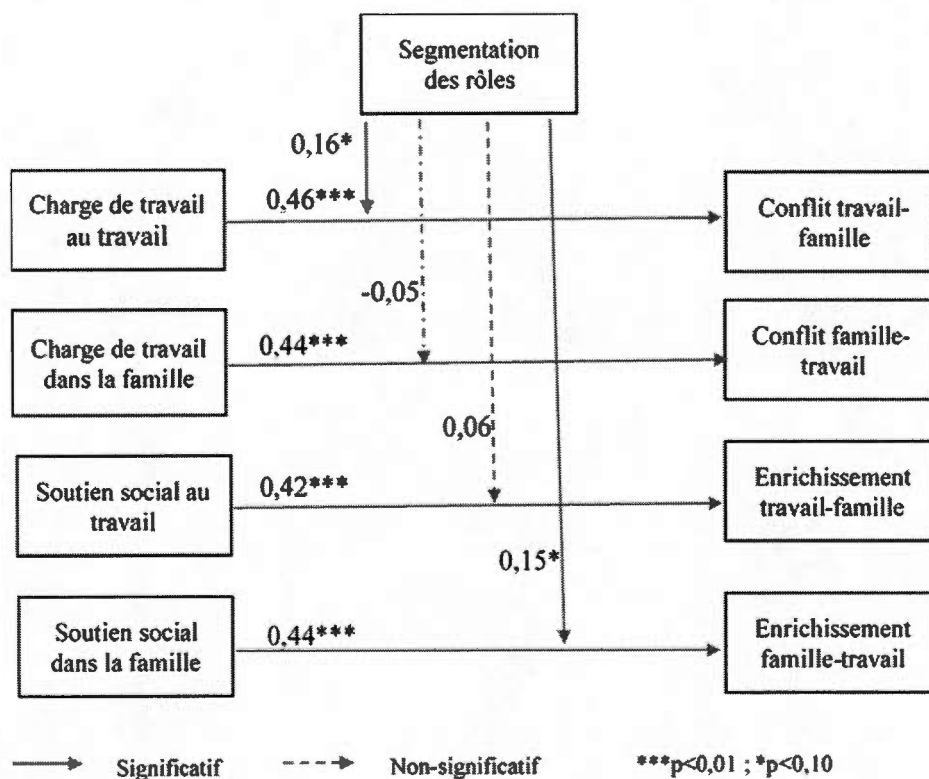 Segmentation
des rôles
0,16*
0,46***
Charge de travail
au travail
Conflit travail-
famille
-0,05
Charge de travail
dans la famille
0,44***
Conflit famille-
travail
0,06
Soutien social au
travail
0,42***
Enrichissement
travail-famille
0,15*
Soutien social
dans la famille
0,44***
Enrichissement
famille-travail
Significatif
Non-significatif
***p<0,01 ; *p<0,10